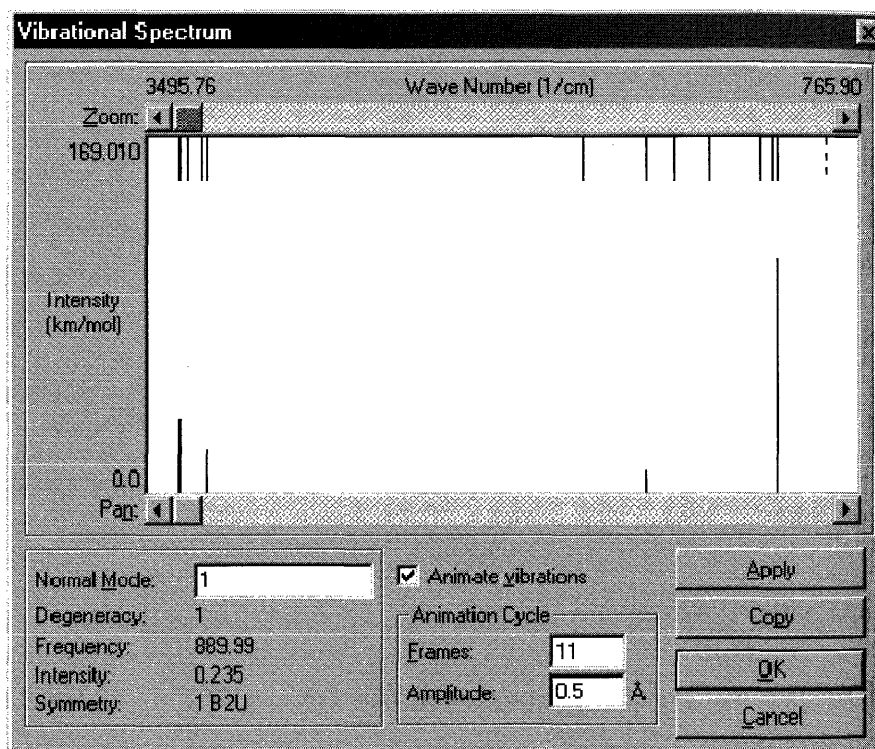 Vibrational Spectrum
3495.76 Wave Number (1/cm) 765.90
Zoom:
169.010
Intensity
(km/mol)
0.0
Pan:
Normal Mode: 1
Degeneracy: 1
Frequency: 889.99
Intensity: 0.235
Symmetry: 1 B2U
Animate vibrations
Animation Cycle
Frames: 11
Amplitude: 0.5 Å
Apply
Copy
OK
Cancel